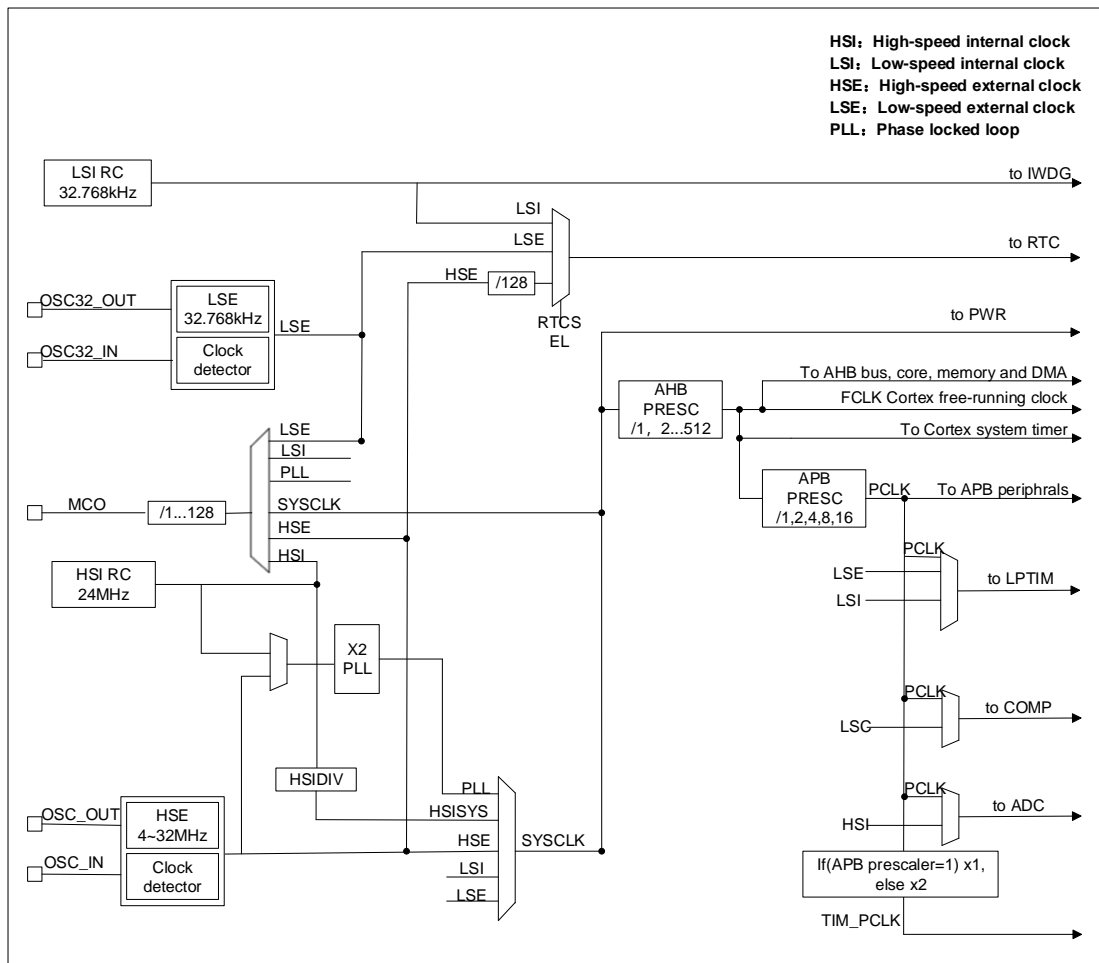 HSI：High-speed internal clock
LSI：Low-speed internal clock
HSE：High-speed external clock
LSE：Low-speed external clock
PLL：Phase locked loop
LSI RC
32.768kHz
to IWDG
LSI
LSE
HSE
/128
to RTC
RTCS
EL
OSC32_OUT
OSC32_IN
LSE
32.768kHz
Clock
detector
LSE
to PWR
AHB
PRESC
/1, 2...512
To AHB bus, core, memory and DMA
FCLK Cortex free-running clock
To Cortex system timer
LSE
LSI
PLL
SYSCLK
HSE
HSI
MCO
/1...128
APB
PRESC
/1,2,4,8,16
PCLK
To APB periphrals
HSI RC
24MHz
PCLK
LSE
LSI
to LPTIM
X2
PLL
PCLK
LSC
to COMP
HSIDIV
PLL
HSISYS
HSE
LSI
LSE
SYSCLK
PCLK
HSI
to ADC
OSC_OUT
OSC_IN
HSE
4~32MHz
Clock
detector
If(APB prescaler=1) x1,
else x2
TIM_PCLK